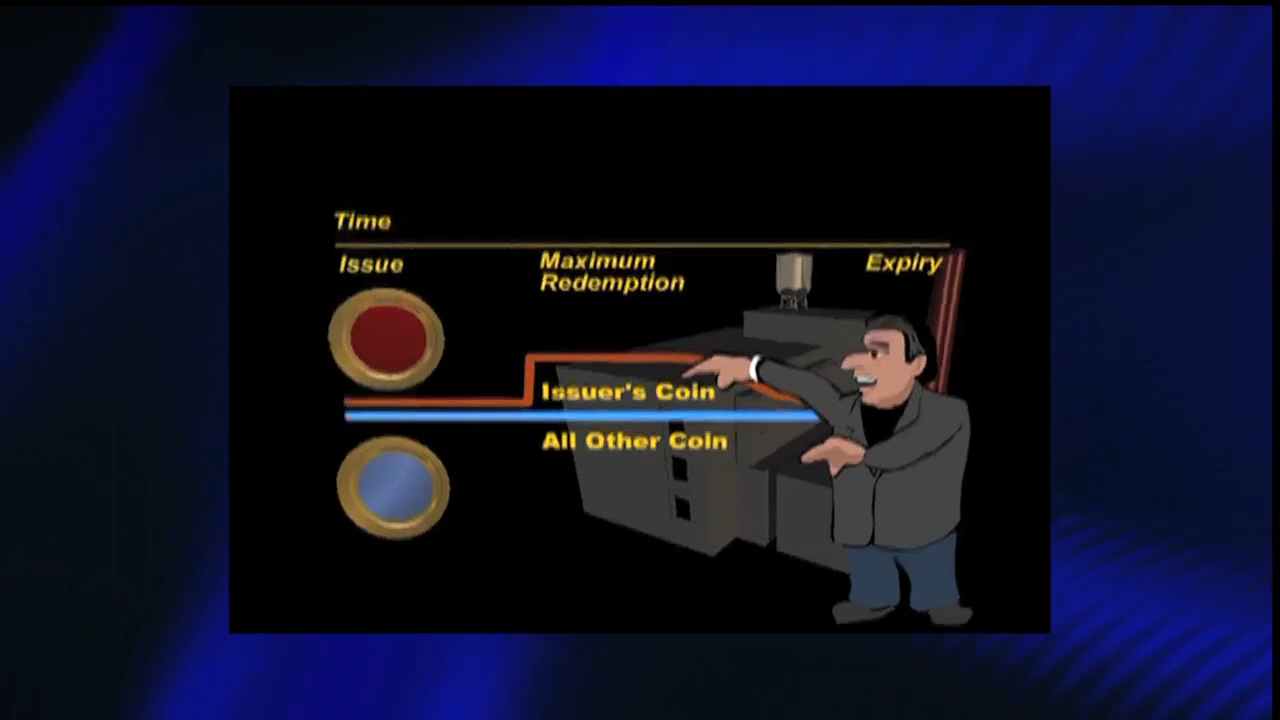 Time
Issue
Maximum
Redemption
Expiry
Issuer's Coin
All Other Coin